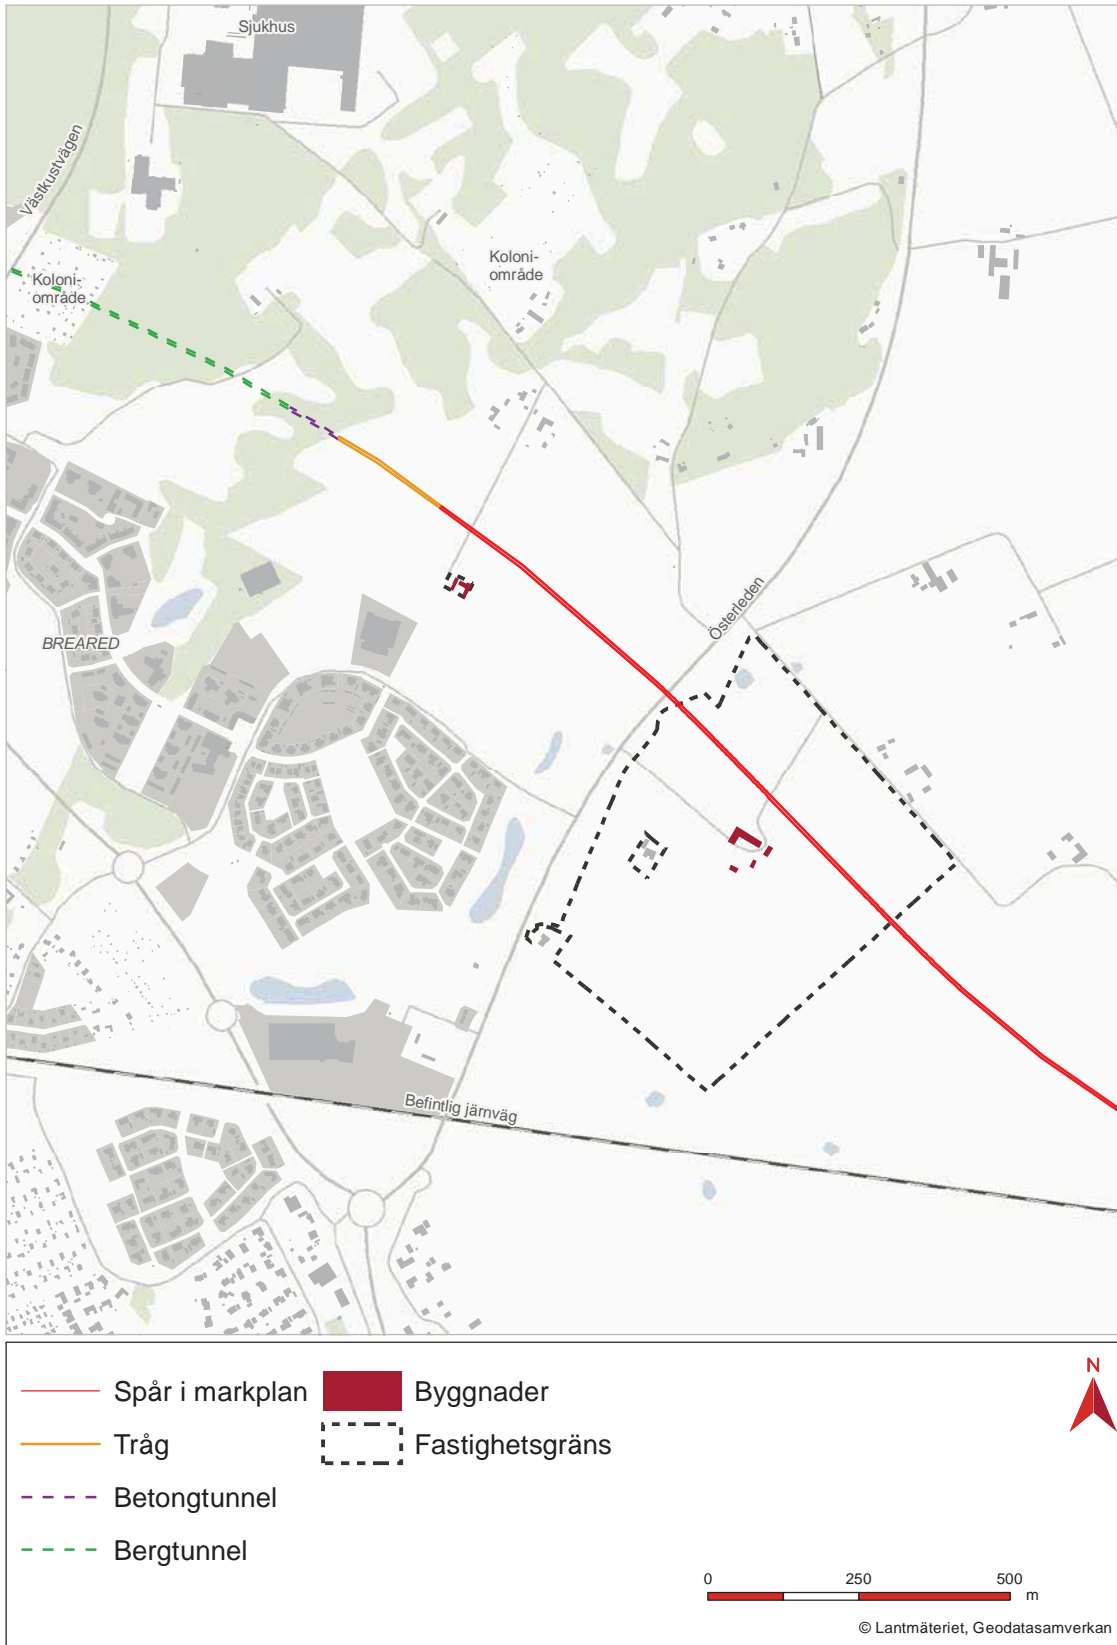 Sjukhus
Västkustvägen
Koloni-
område
Koloni-
område
Österleden
BREARED
Befintlig järnväg
Spår i markplan
Tråg
Betongtunnel
Bergtunnel
Byggnader
Fastighetsgräns
N
0 250 500 m
© Lantmäteriet, Geodatasamverkan